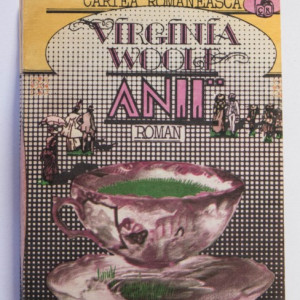 CARTEA ROMÂNEASCĂ
VIRGINIA
WOOLF
ANII
ROMAN